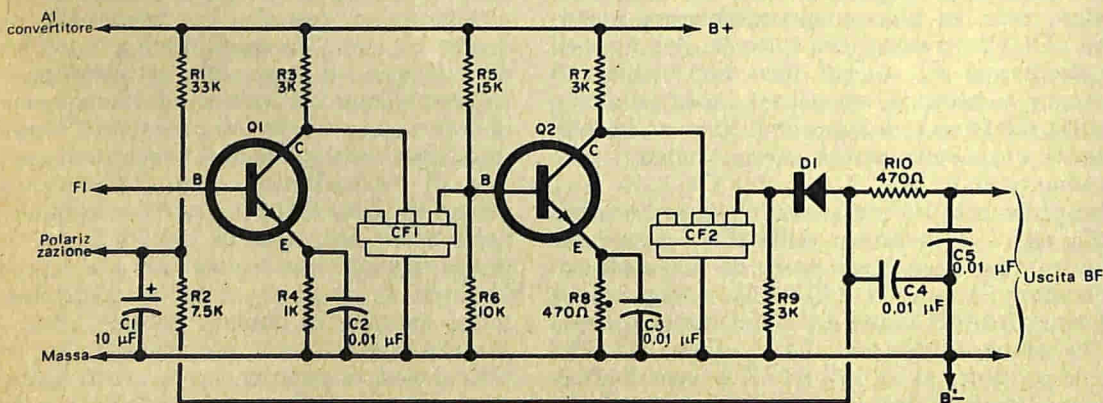 Al
convertitore
B+
R1
33K
R3
3K
R5
15K
R7
3K
Q1
C
B
E
FI
Q2
C
B
E
D1
R10
470Ω
CF1
CF2
Polariz
zazione
C1
10 µF
+
R2
7.5K
R4
1K
C2
0,01 µF
R6
10K
R8
470Ω
C3
0,01 µF
R9
3K
C4
0,01 µF
C5
0,01 µF
Uscita BF
Massa
B–